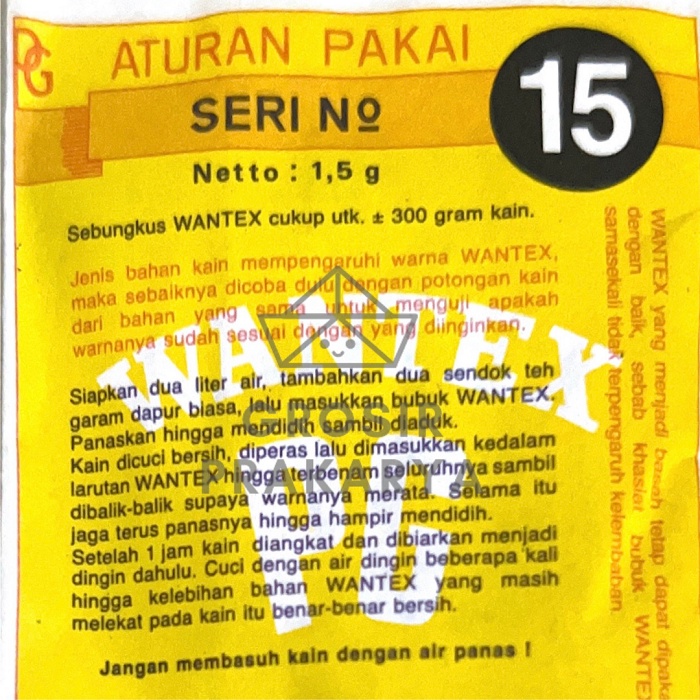 PG
ATURAN PAKAI
SERI Nº
15
Netto : 1,5 g
Sebungkus WANTEX cukup utk. ± 300 gram kain.
Jenis bahan kain mempengaruhi warna WANTEX,
maka sebaiknya dicoba dulu dengan potongan kain
dari bahan yang sama untuk menguji apakah
warnanya sudah sesuai dengan yang diinginkan.
WANTEX
PG
Siapkan dua liter air, tambahkan dua sendok teh
garam dapur biasa, lalu masukkan bubuk WANTEX.
Panaskan hingga mendidih sambil diaduk.
Kain dicuci bersih, diperas lalu dimasukkan kedalam
larutan WANTEX hingga terbenam seluruhnya sambil
dibalik-balik supaya warnanya merata. Selama itu
jaga terus panasnya hingga hampir mendidih.
Setelah 1 jam kain diangkat dan dibiarkan menjadi
dingin dahulu. Cuci dengan air dingin beberapa kali
hingga kelebihan bahan WANTEX yang masih
melekat pada kain itu benar-benar bersih.
Jangan membasuh kain dengan air panas !
WANTEX yang menjadi basah tetap dapat dipaka
dengan baik, sebab khasiat bubuk WANTE
samasekali tidak terpengaruh kelembaban.
GROSIR
PRAKARYA